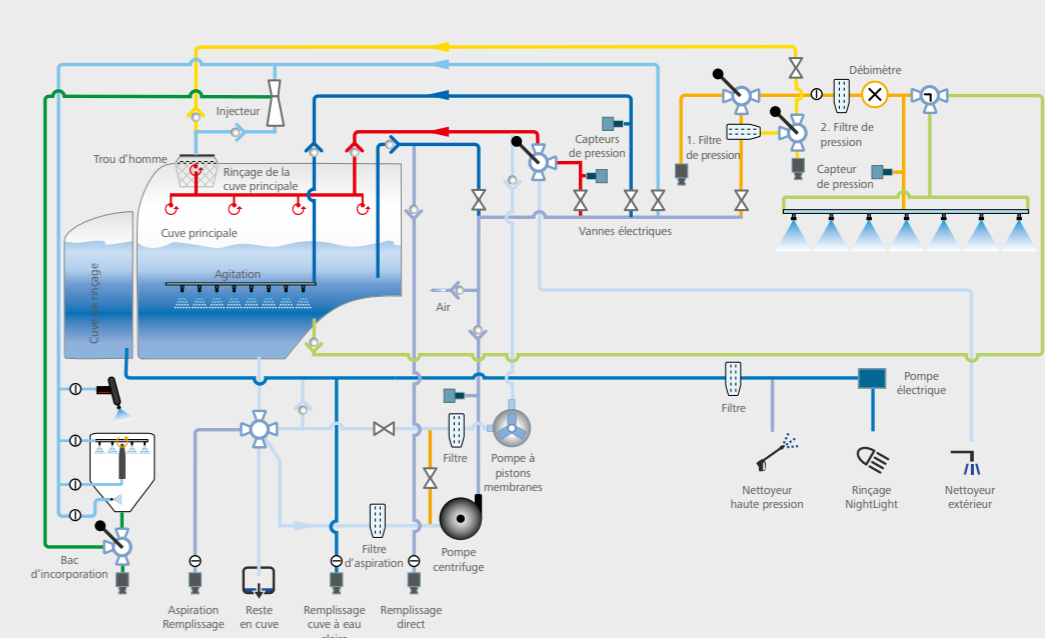 Débimètre
Injecteur
Capteurs
de pression
1. Filtre
de pression
2. Filtre de
pression
Trou d'homme
Rinçage de la
cuve principale
Capteur
de pression
Cuve principale
Vannes électriques
Cuve de rinçage
Agitation
Air
Pompe
électrique
Filtre
Filtre
Pompe à
pistons
membranes
Nettoyeur
haute pression
Rinçage
NightLight
Nettoyeur
extérieur
Filtre
d'aspiration
Pompe
centrifuge
Bac
d'incorporation
Aspiration
Remplissage
Reste
en cuve
Remplissage
cuve à eau
claire
Remplissage
direct